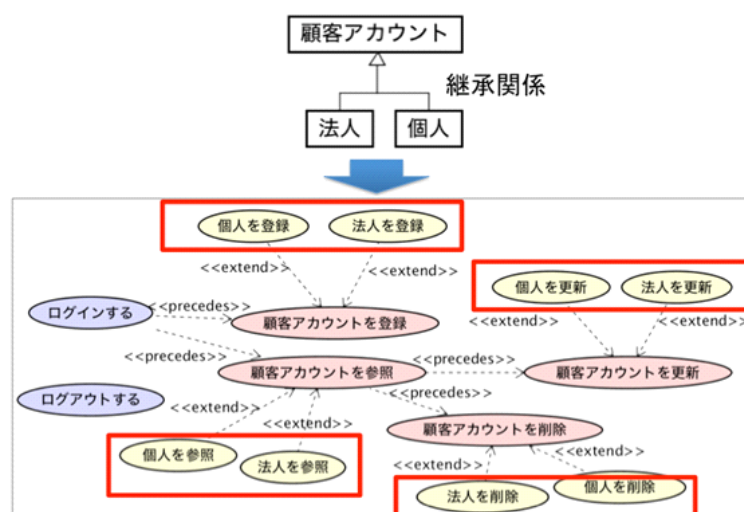 顧客アカウント
継承関係
法人
個人
個人を登録
法人を登録
<<extend>>
<<extend>>
個人を更新
法人を更新
ログインする
<<precedes>>
顧客アカウントを登録
<<extend>>
<<extend>>
<<precedes>>
顧客アカウントを参照
<<precedes>>
顧客アカウントを更新
ログアウトする
<<extend>>
<<precedes>>
<<extend>>
顧客アカウントを削除
個人を参照
法人を参照
<<extend>>
<<extend>>
法人を削除
個人を削除